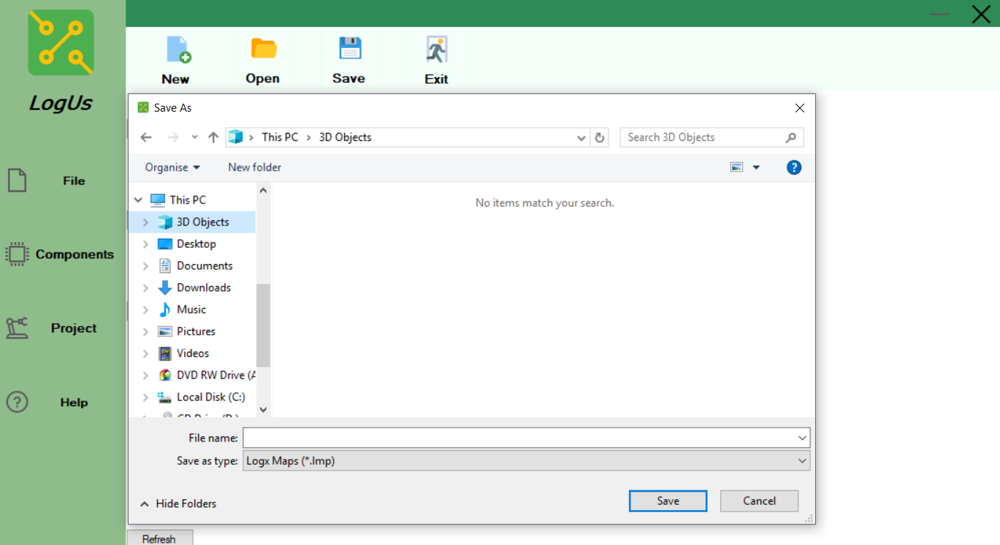 LogUs
New
Open
Save
Exit
File
Components
Project
Help
Save As
This PC
3D Objects
Search 3D Objects
Organise
New folder
This PC
3D Objects
Desktop
Documents
Downloads
Music
Pictures
Videos
DVD RW Drive (A
Local Disk (C:)
No items match your search.
File name:
Save as type: Logx Maps (*.lmp)
Hide Folders
Save
Cancel
Refresh